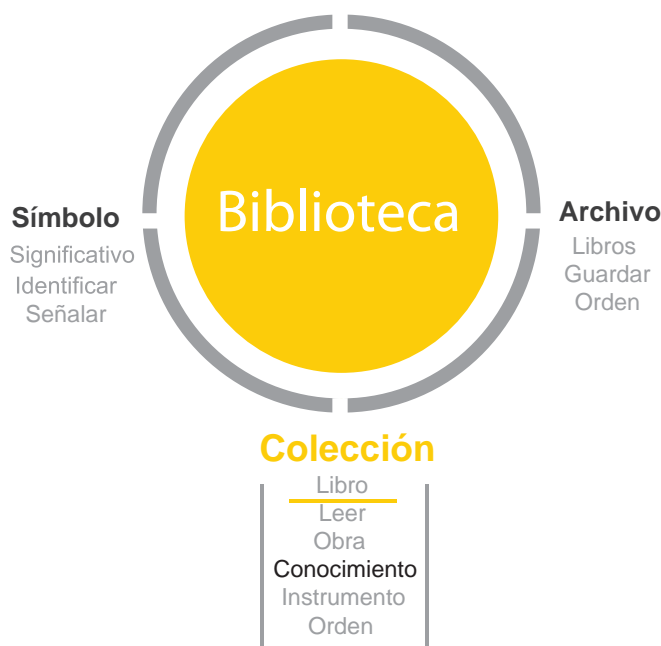 Biblioteca
Símbolo
Significativo
Identificar
Señalar
Archivo
Libros
Guardar
Orden
Colección
Libro
Leer
Obra
Conocimiento
Instrumento
Orden